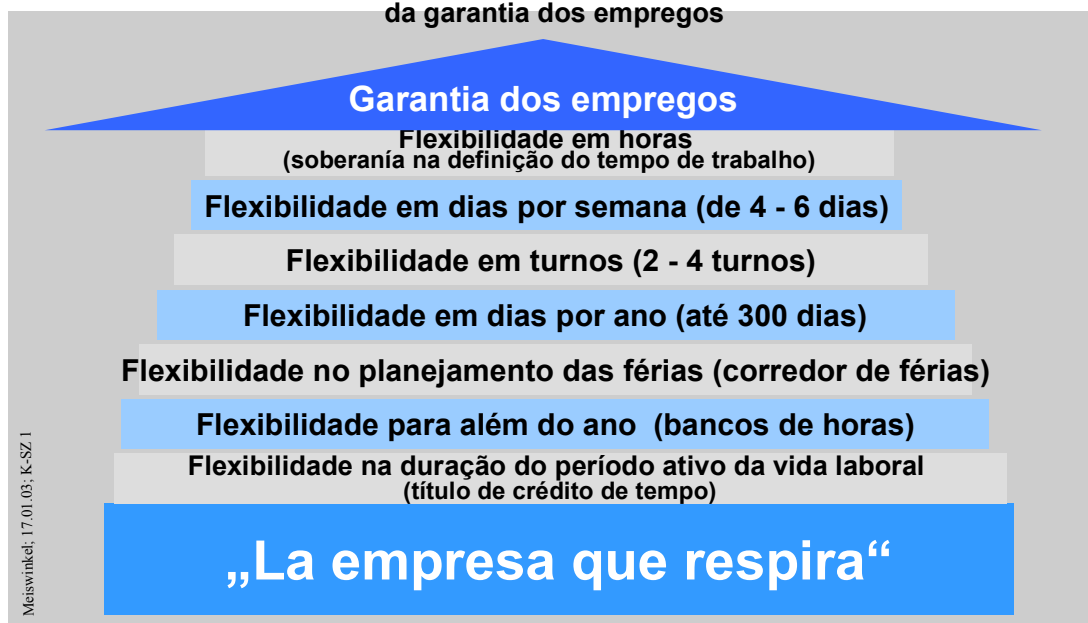 da garantia dos empregos
Garantia dos empregos
Flexibilidade em horas
(soberanía na definição do tempo de trabalho)
Flexibilidade em dias por semana (de 4 - 6 dias)
Flexibilidade em turnos (2 - 4 turnos)
Flexibilidade em dias por ano (até 300 dias)
Flexibilidade no planejamento das férias (corredor de férias)
Flexibilidade para além do ano  (bancos de horas)
Flexibilidade na duração do período ativo da vida laboral
(título de crédito de tempo)
„La empresa que respira“
Meiswinkel; 17.01.03; K-SZ 1